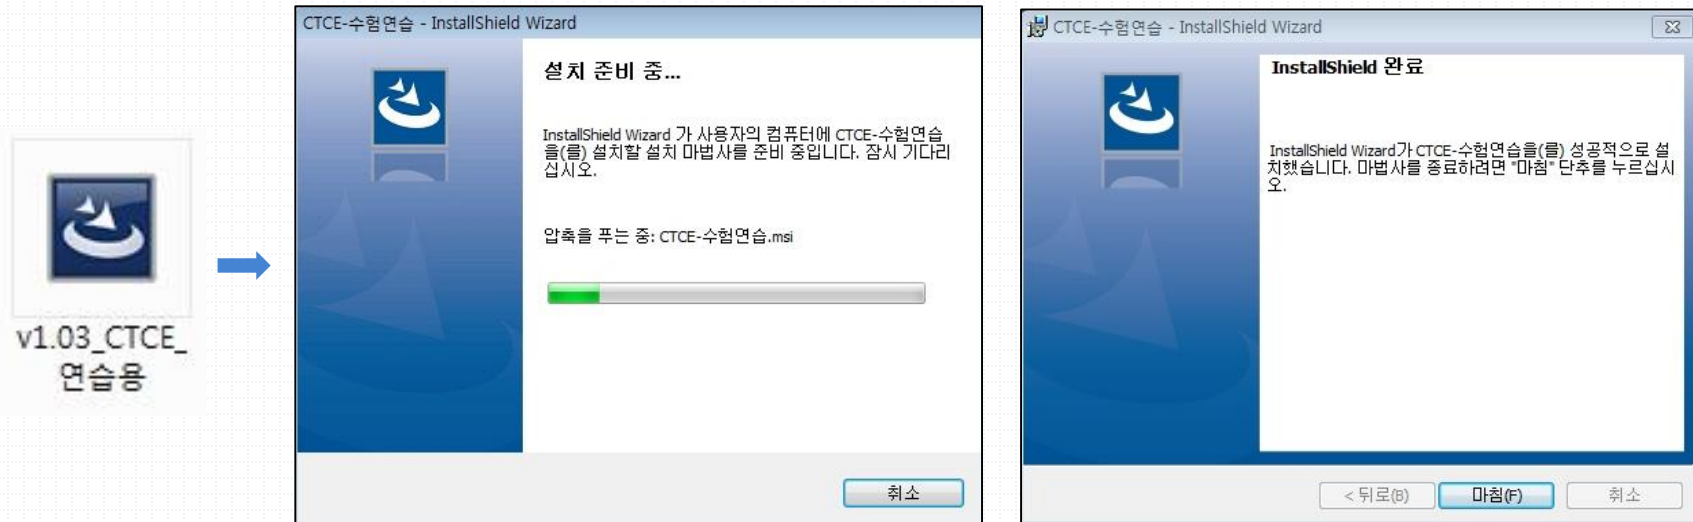 v1.03_CTCE_
연습용
CTCE-수험연습 - InstallShield Wizard
설치 준비 중...
InstallShield Wizard 가 사용자의 컴퓨터에 CTCE-수험연습
을(를) 설치할 설치 마법사를 준비 중입니다. 잠시 기다리
십시오.
압축을 푸는 중: CTCE-수험연습.msi
취소
CTCE-수험연습 - InstallShield Wizard
InstallShield 완료
InstallShield Wizard가 CTCE-수험연습을(를) 성공적으로 설
치했습니다. 마법사를 종료하려면 "마침" 단추를 누르십시
오.
< 뒤로(B)
마침(F)
취소